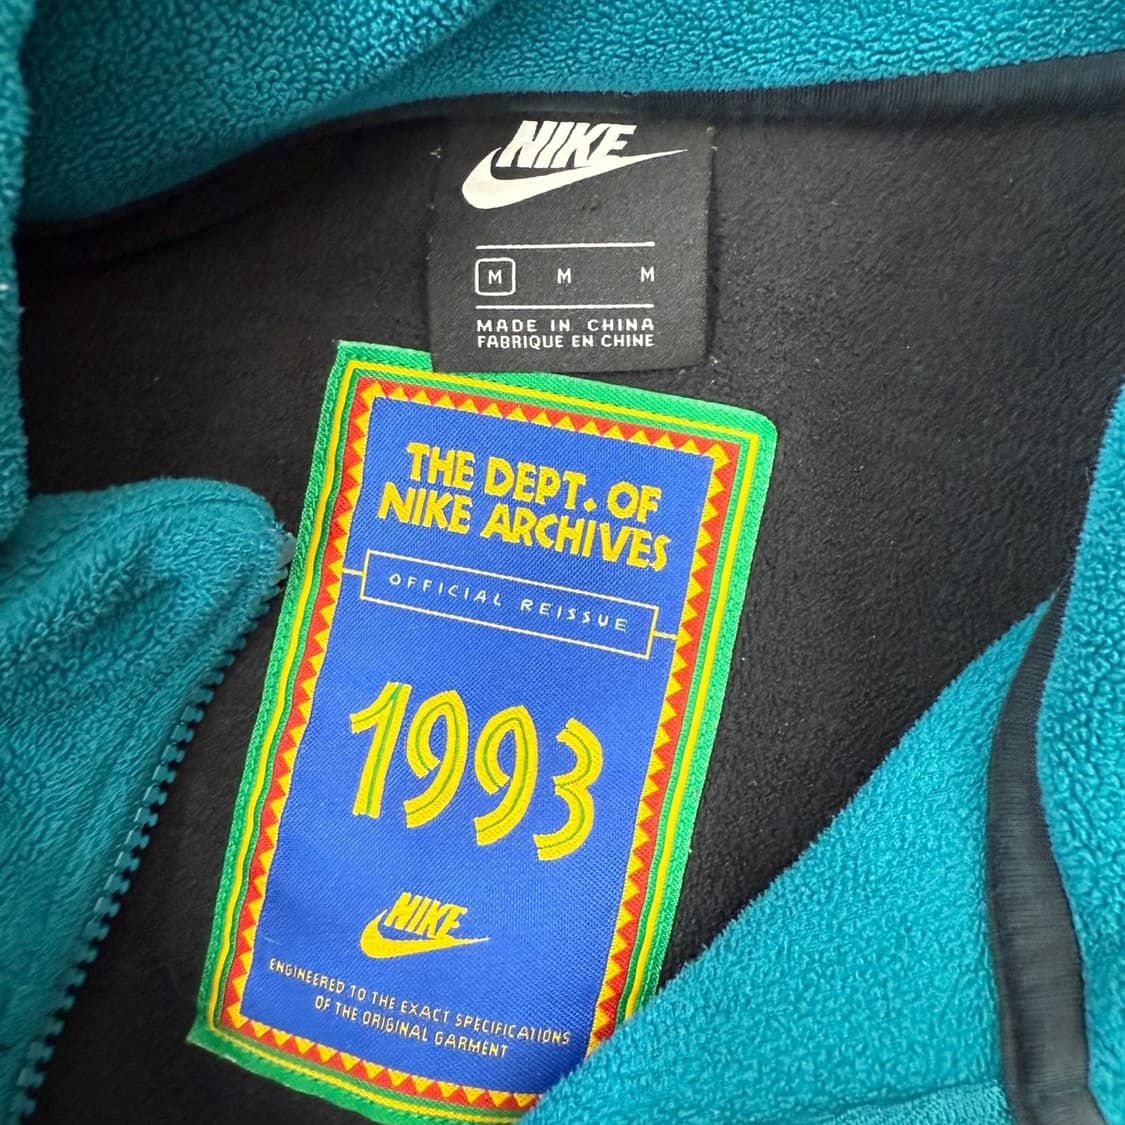 NIKE
M M M
MADE IN CHINA
FABRIQUE EN CHINE
THE DEPT. OF
NIKE ARCHIVES
OFFICIAL REISSUE
1993
NIKE
ENGINEERED TO THE EXACT SPECIFICATIONS
OF THE ORIGINAL GARMENT